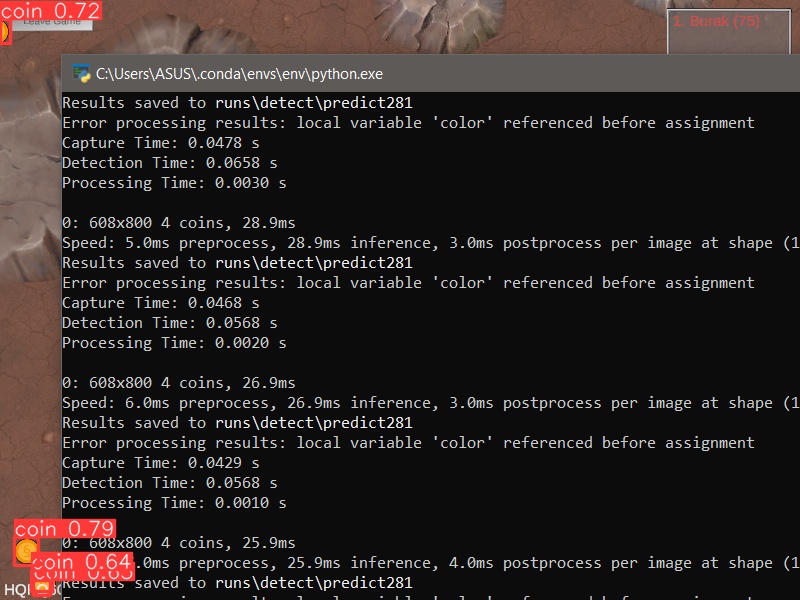 coin 0.72
Leave Game
1. Burak (75)
C:\Users\ASUS\.conda\envs\env\python.exe
Results saved to runs\detect\predict281
Error processing results: local variable 'color' referenced before assignment
Capture Time: 0.0478 s
Detection Time: 0.0658 s
Processing Time: 0.0030 s
0: 608x800 4 coins, 28.9ms
Speed: 5.0ms preprocess, 28.9ms inference, 3.0ms postprocess per image at shape (1
Results saved to runs\detect\predict281
Error processing results: local variable 'color' referenced before assignment
Capture Time: 0.0468 s
Detection Time: 0.0568 s
Processing Time: 0.0020 s
0: 608x800 4 coins, 26.9ms
Speed: 6.0ms preprocess, 26.9ms inference, 3.0ms postprocess per image at shape (1
Results saved to runs\detect\predict281
Error processing results: local variable 'color' referenced before assignment
Capture Time: 0.0429 s
Detection Time: 0.0568 s
Processing Time: 0.0010 s
coin 0.79
0: 608x800 4 coins, 25.9ms
coin 0.64
.0ms preprocess, 25.9ms inference, 4.0ms postprocess per image at shape (1
coin 0.63
Results saved to runs\detect\predict281